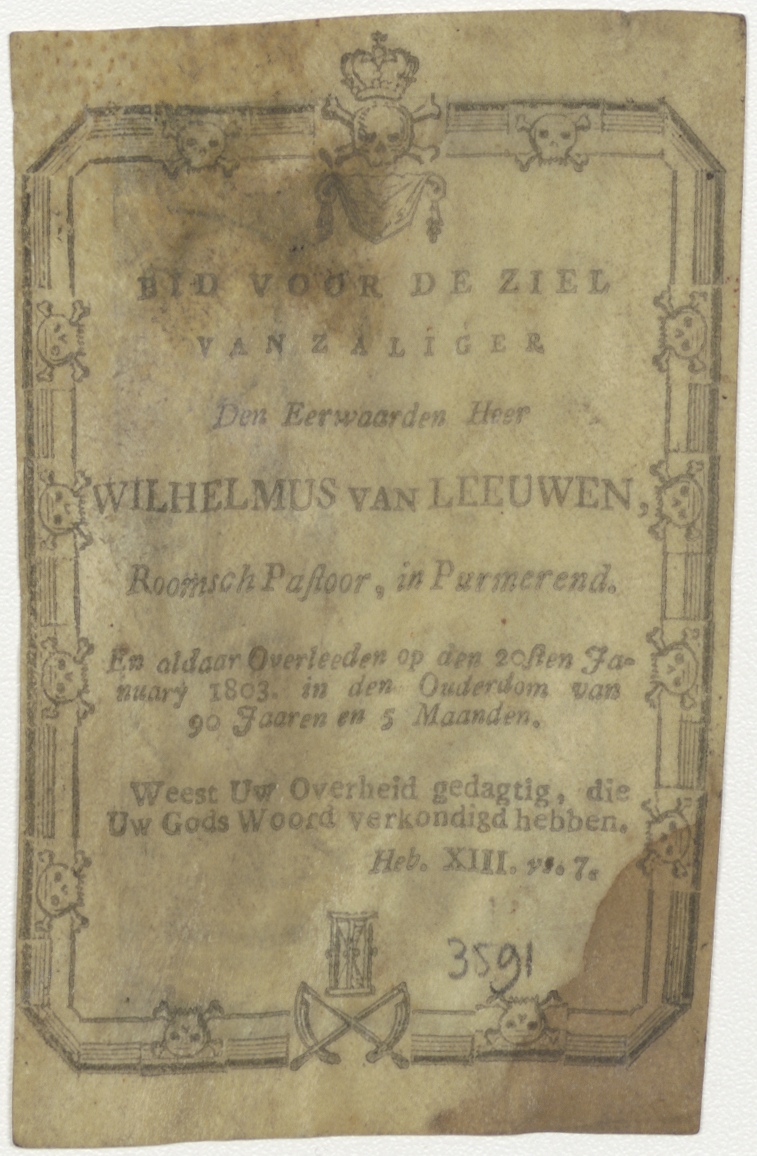 BID VOOR DE ZIEL
VAN ZALIGER
Den Eerwaarden Heer
WILHELMUS VAN LEEUWEN,
Roomsch Paſtoor, in Purmerend.
En aldaar Overleeden op den 20ſten Ja-
nuarÿ 1803. in den Ouderdom van
90 Jaaren en 5 Maanden.
Weest Uw Overheid gedagtig, die
Uw Gods Woord verkondigd hebben.
Heb. XIII. vs. 7.
3591